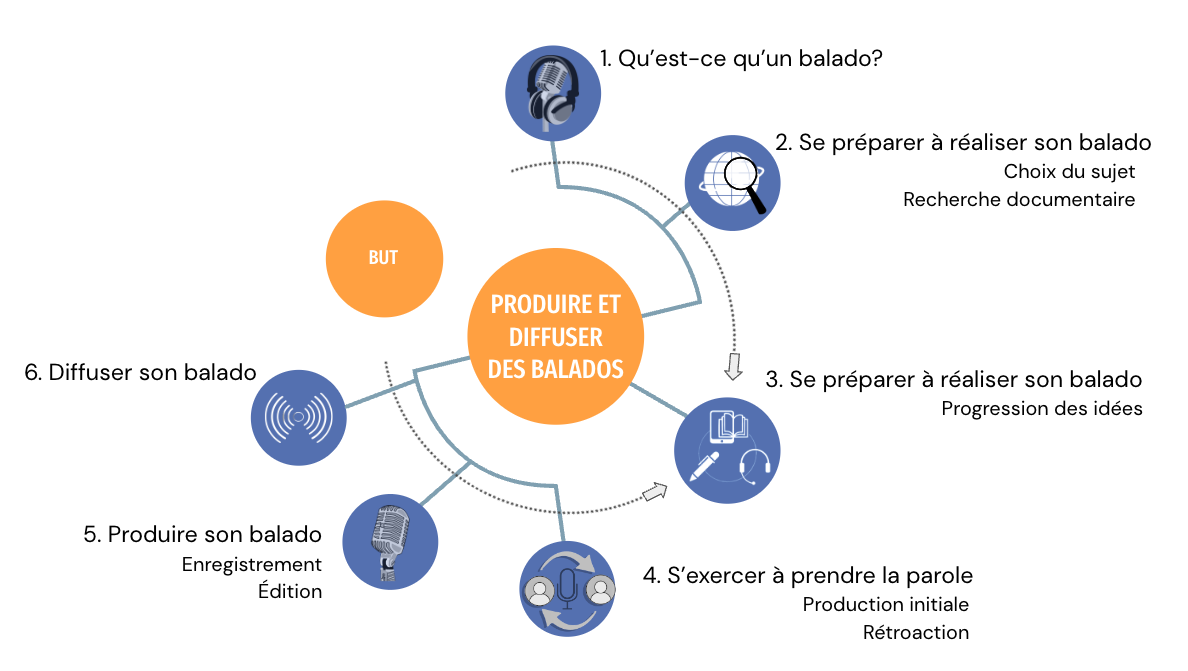 1. Qu'est-ce qu'un balado?
2. Se préparer à réaliser son balado
Choix du sujet
Recherche documentaire
BUT
PRODUIRE ET
DIFFUSER
DES BALADOS
3. Se préparer à réaliser son balado
Progression des idées
4. S'exercer à prendre la parole
Production initiale
Rétroaction
5. Produire son balado
Enregistrement
Édition
6. Diffuser son balado